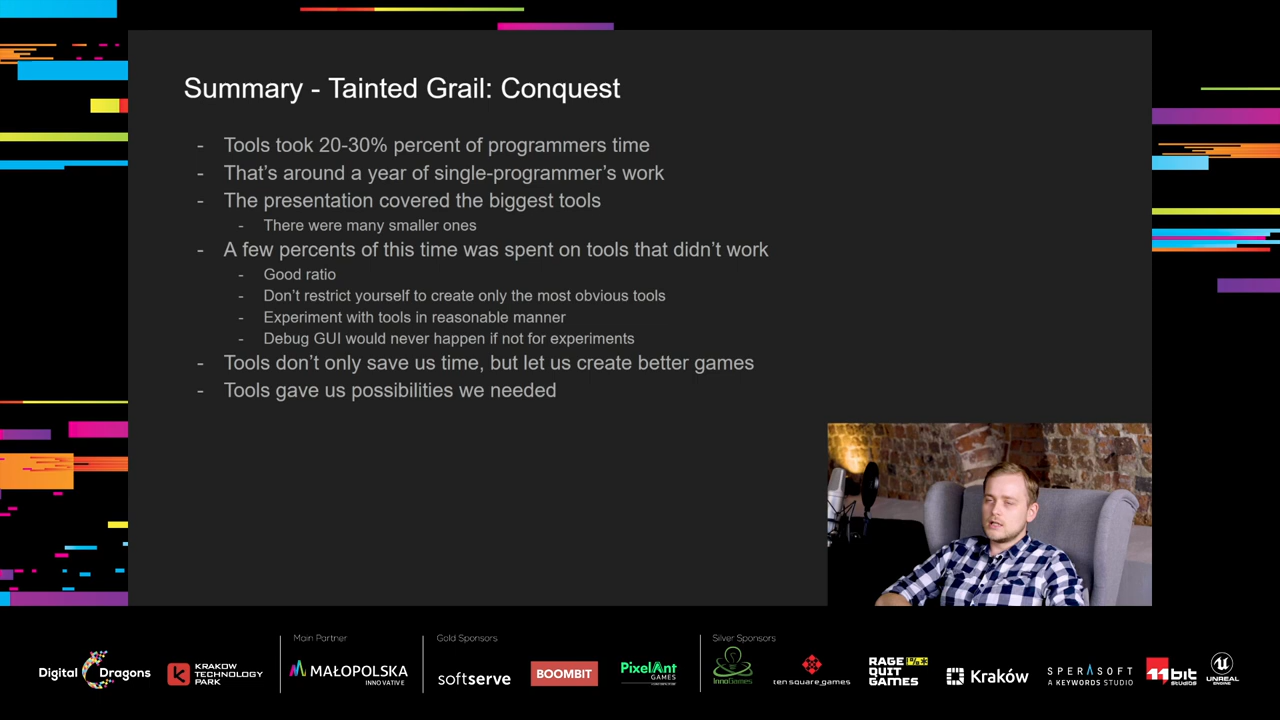 Summary - Tainted Grail: Conquest
- Tools took 20-30% percent of programmers time
- That's around a year of single-programmer's work
- The presentation covered the biggest tools
- There were many smaller ones
- A few percents of this time was spent on tools that didn't work
- Good ratio
- Don't restrict yourself to create only the most obvious tools
- Experiment with tools in reasonable manner
- Debug GUI would never happen if not for experiments
- Tools don't only save us time, but let us create better games
- Tools gave us possibilities we needed
Main Partner
Gold Sponsors
Silver Sponsors
Digital Dragons
KRAKOW
TECHNOLOGY
PARK
MAŁOPOLSKA
INNOVATIVE
softserve
BOOMBIT
PixelAnt
GAMES
InnoGames
ten square games
RAGE
QUIT
GAMES
Kraków
SPERASOFT
A KEYWORDS STUDIO
11 bit
STUDIOS
UNREAL
ENGINE